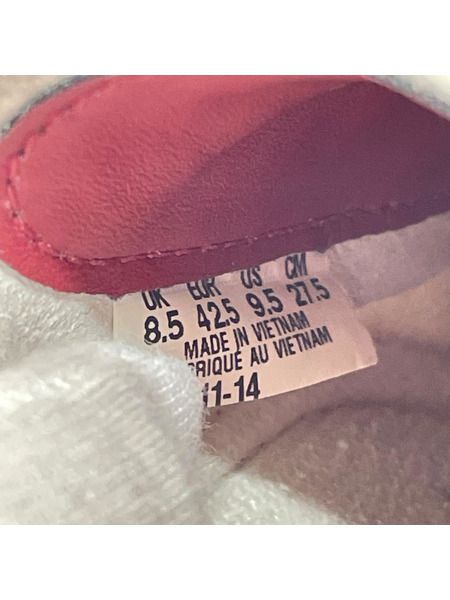 UK EUR US CM
8.5 42.5 9.5 27.5
MADE IN VIETNAM
RIQUÉ AU VIETNAM
11-14